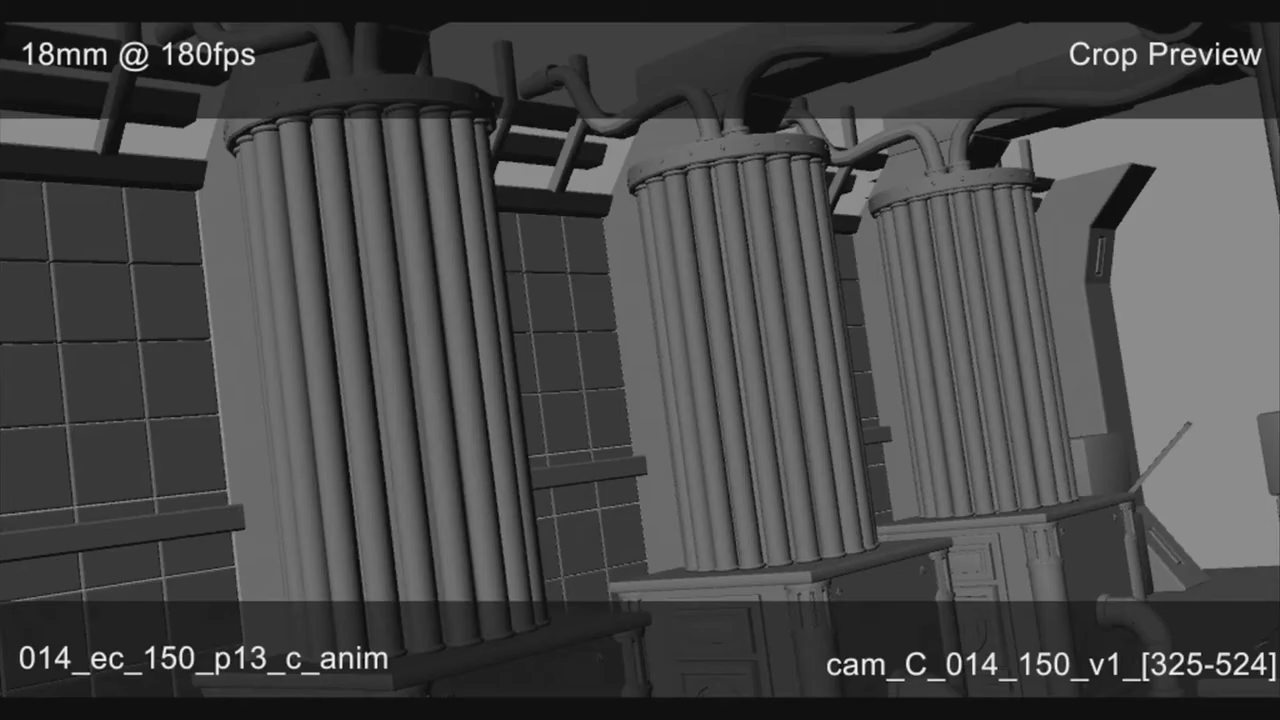 18mm @ 180fps
Crop Preview
014_ec_150_p13_c_anim
cam_C_014_150_v1_[325-524]